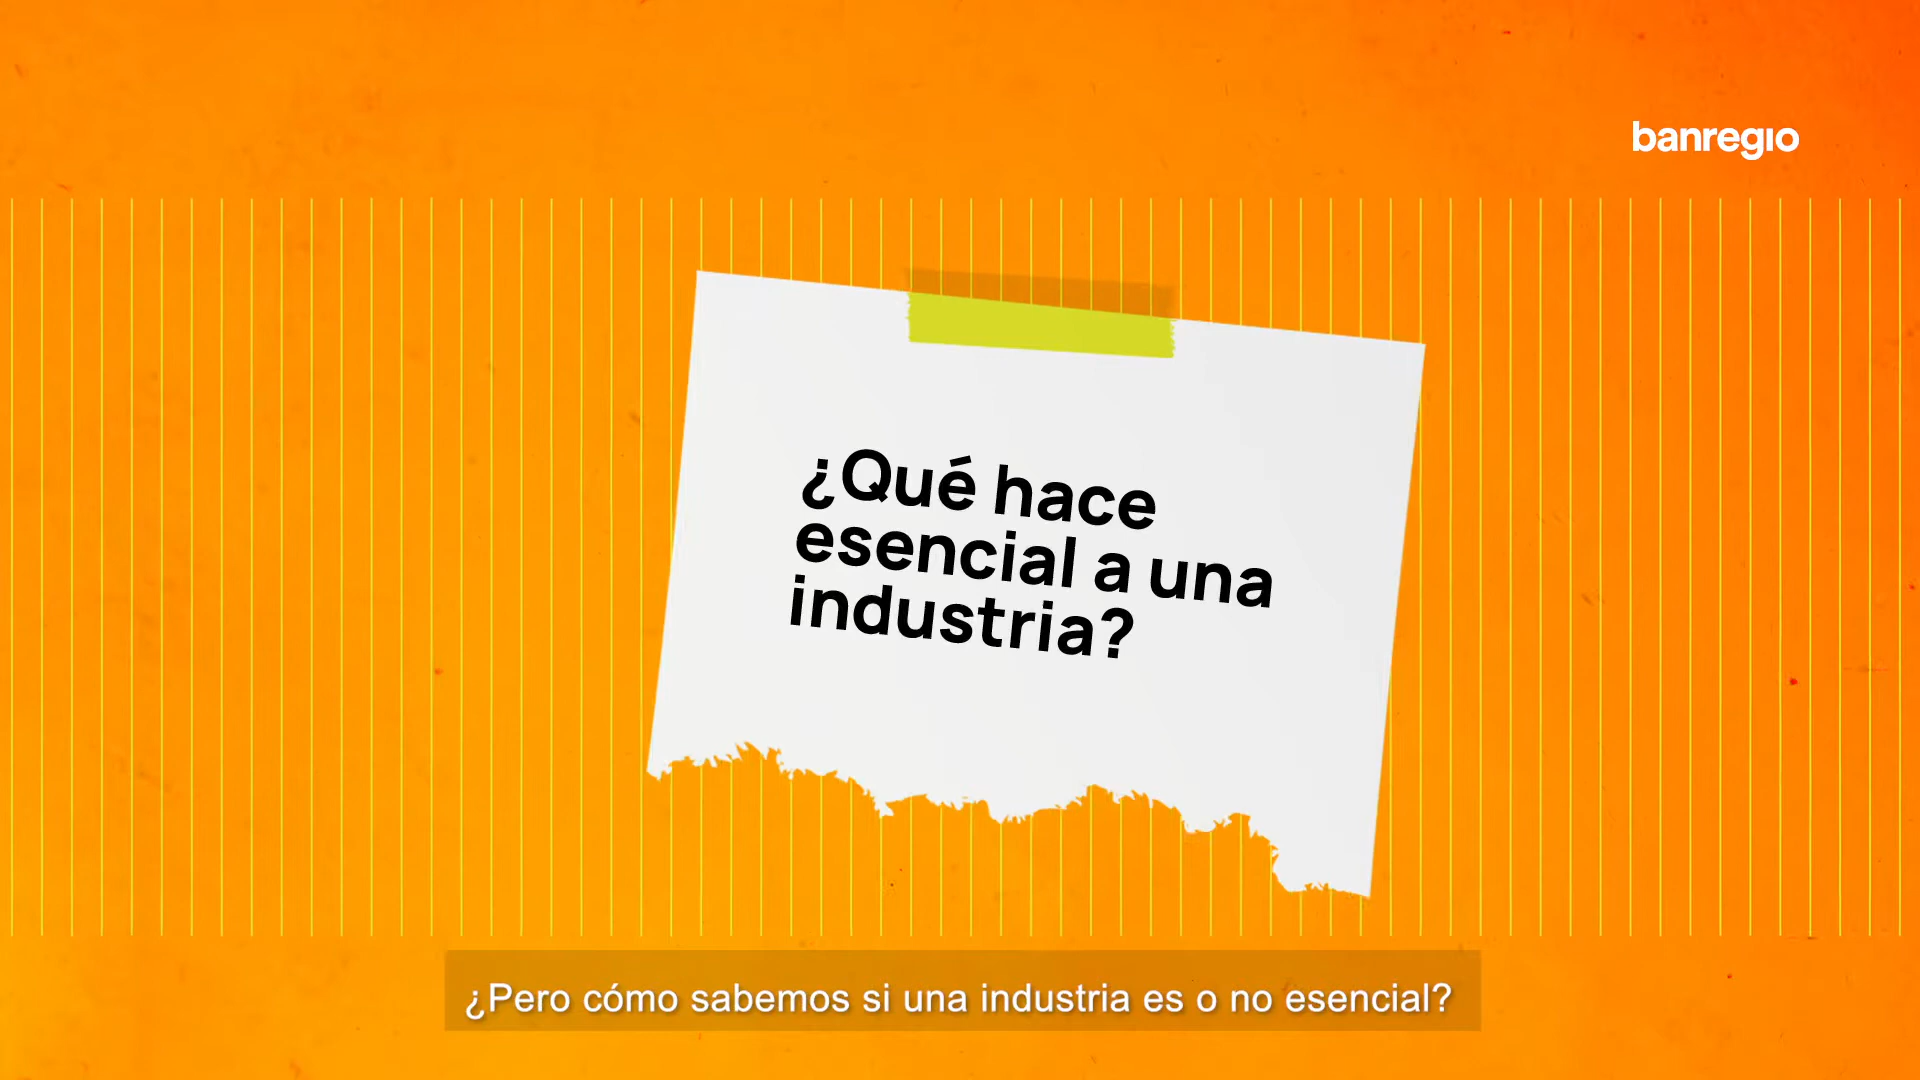 banregio
¿Qué hace
esencial a una
industria?
¿Pero cómo sabemos si una industria es o no esencial?